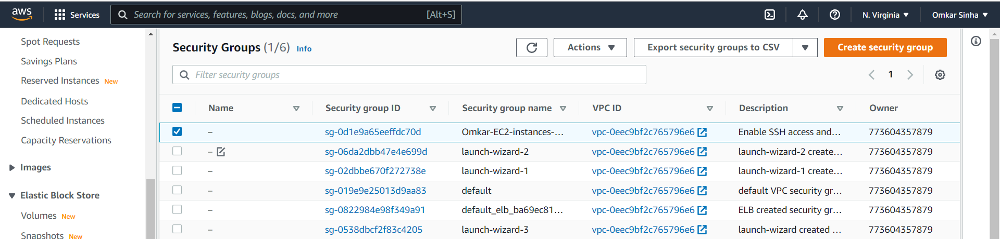 aws
Services
Search for services, features, blogs, docs, and more
[Alt+S]
N. Virginia
Omkar Sinha
Spot Requests
Savings Plans
Reserved Instances New
Dedicated Hosts
Scheduled Instances
Capacity Reservations
Images
Elastic Block Store
Volumes New
Snapshots New
Security Groups (1/6) Info
Actions
Export security groups to CSV
Create security group
Filter security groups
1
Name Security group ID Security group name VPC ID Description Owner
– sg-0d1e9a65eeffdc70d Omkar-EC2-instances-... vpc-0eec9bf2c765796e6 Enable SSH access and... 773604357879
– sg-06da2dbb47e4e699d launch-wizard-2 vpc-0eec9bf2c765796e6 launch-wizard-2 create... 773604357879
– sg-02dbbe670f272738e launch-wizard-1 vpc-0eec9bf2c765796e6 launch-wizard-1 create... 773604357879
– sg-019e9e25013d9aa83 default vpc-0eec9bf2c765796e6 default VPC security gr... 773604357879
– sg-0822984e98f349a91 default_elb_ba69ec81... vpc-0eec9bf2c765796e6 ELB created security gr... 773604357879
– sg-0538dbcf2f83c4205 launch-wizard-3 vpc-0eec9bf2c765796e6 launch-wizard created ... 773604357879